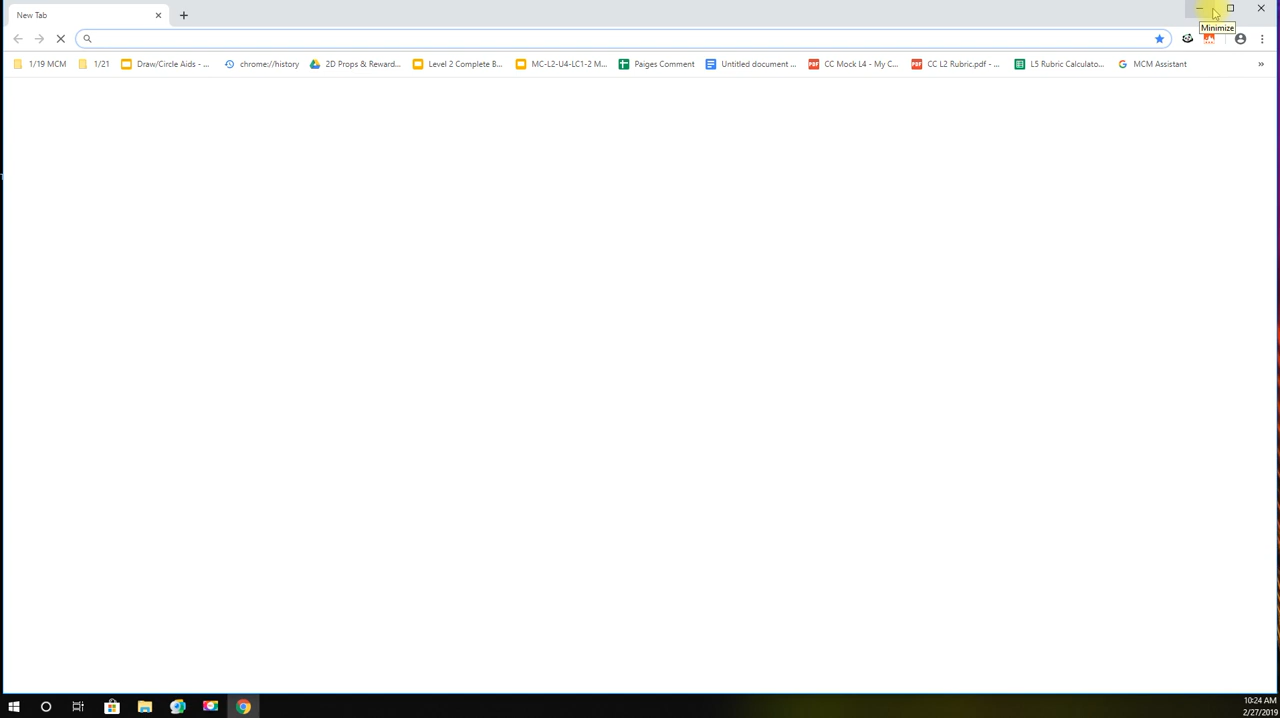 New Tab
Minimize
1/19 MCM
1/21
Draw/Circle Aids - ...
chrome://history
2D Props & Reward...
Level 2 Complete B...
MC-L2-U4-LC1-2 M...
Paiges Comment
Untitled document ...
CC Mock L4 - My C...
CC L2 Rubric.pdf - ...
L5 Rubric Calculato...
MCM Assistant
»
10:24 AM
2/27/2019